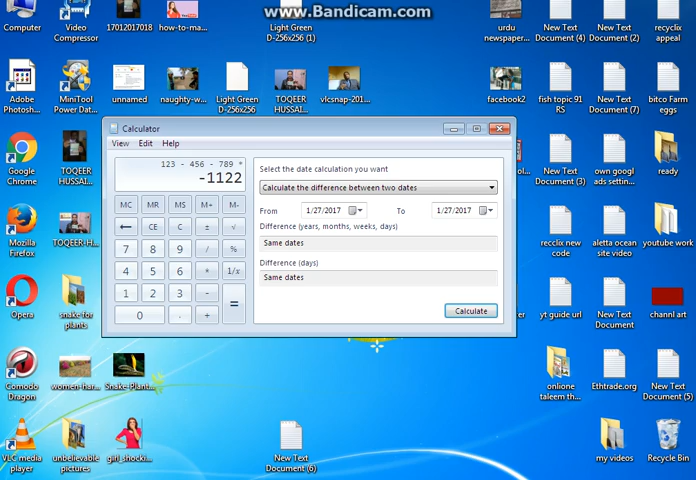 www.Bandicam.com
Computer
Video Compressor
17012017018
how-to-ma...
Light Green D-256x256 (1)
urdu newspaper...
New Text Document (4)
New Text Document (2)
recyclix appeal
Adobe Photosh...
MiniTool Power Dat...
unnamed
naughty-w...
Light Green D-256x256
TOQEER HUSSAI...
vlcsnap-201...
facebook2
fish topic 91 RS
New Text Document (7)
bitco Farm eggs
Google Chrome
TOQEER HUSSAI...
New Text Document (3)
own googl ads settin...
ready
Mozilla Firefox
TOQEER-H...
recclix new code
aletta ocean site video
youtube work
Opera
snake for plants
yt guide url
New Text Document
channl art
Comodo Dragon
women-har...
Snake-Plant...
onlione taleem th...
Ethtrade.org
New Text Document (5)
VLC media player
unbelievable pictures
girl_shocki...
New Text Document (6)
my videos
Recycle Bin
Calculator
View Edit Help
123 - 456 - 789 *
-1122
MC MR MS M+ M-
← CE C ± √
7 8 9 / %
4 5 6 * 1/x
1 2 3 - =
0 . +
Select the date calculation you want
Calculate the difference between two dates
From 1/27/2017 To 1/27/2017
Difference (years, months, weeks, days)
Same dates
Difference (days)
Same dates
Calculate